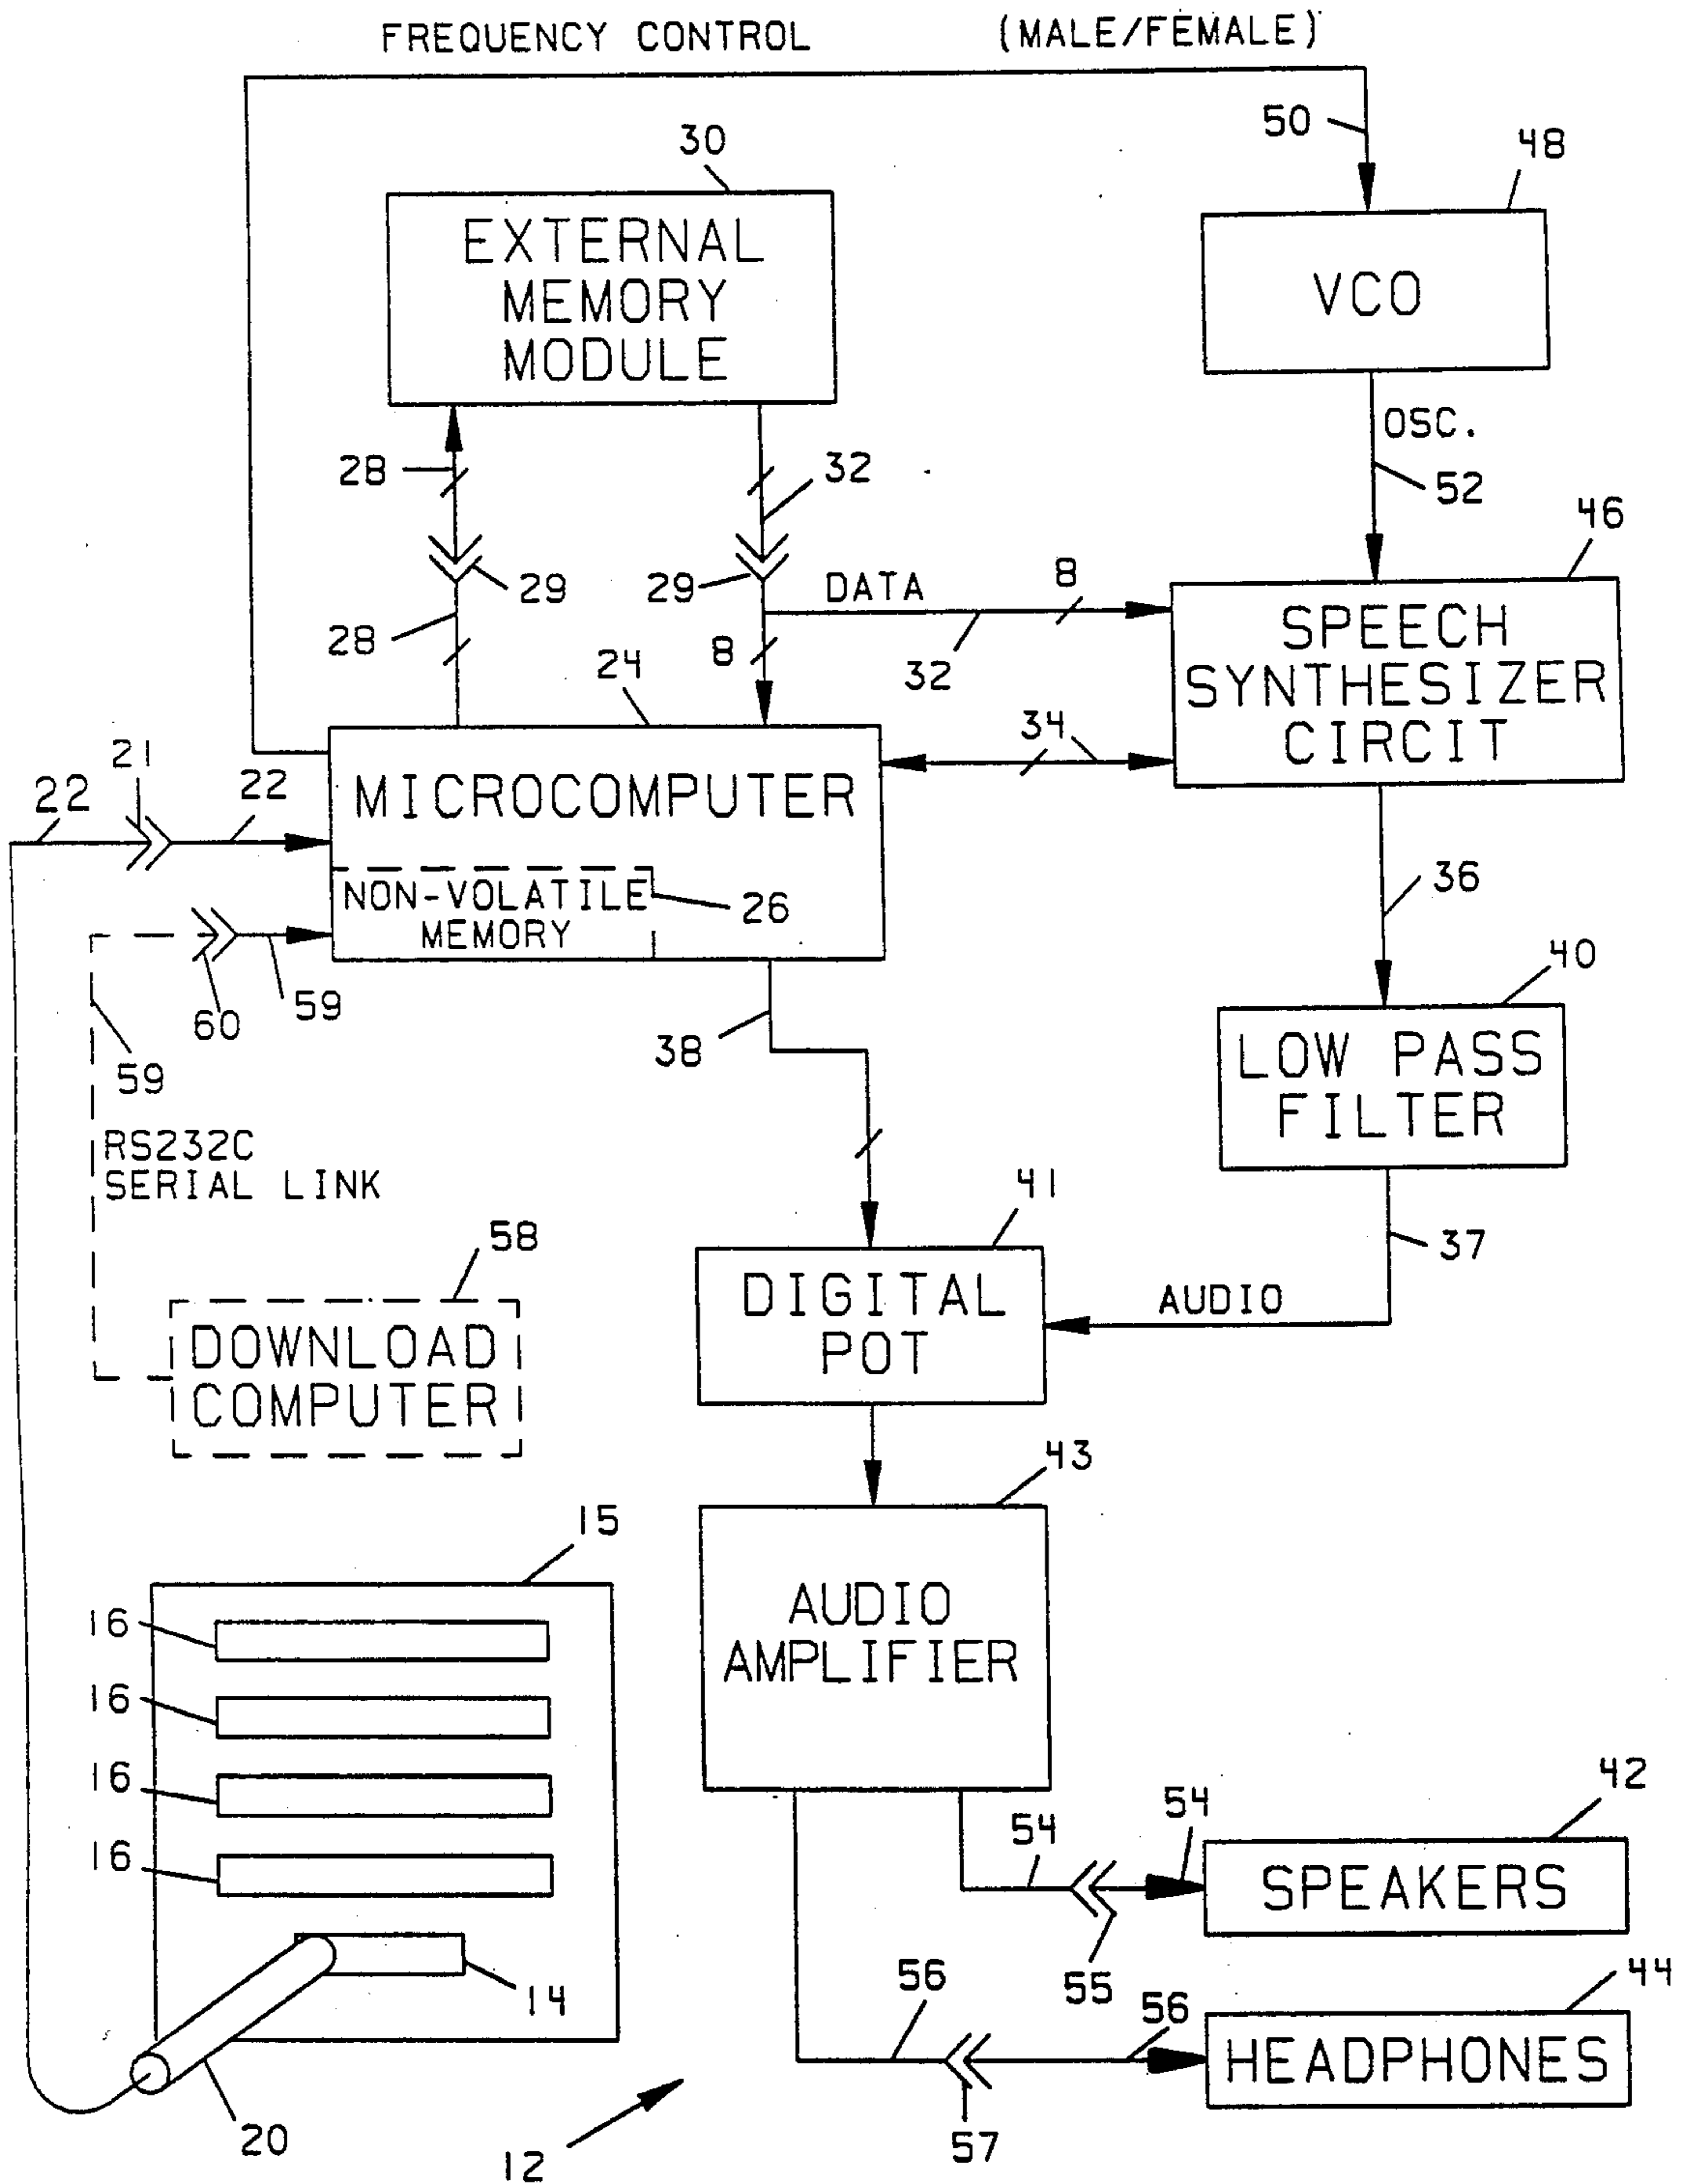 FREQUENCY CONTROL (MALE/FEMALE)
50
48
30
EXTERNAL
MEMORY
MODULE
VCO
OSC.
52
28
32
46
29
29
DATA
8
28
8
32
24
SPEECH
SYNTHESIZER
CIRCIT
34
21
22
22
MICROCOMPUTER
NON-VOLATILE
MEMORY
26
36
60
59
59
38
40
LOW PASS
FILTER
RS232C
SERIAL LINK
41
37
58
DIGITAL
POT
AUDIO
DOWNLOAD
COMPUTER
43
15
AUDIO
AMPLIFIER
16
16
16
16
14
20
42
54
54
SPEAKERS
55
44
56
56
HEADPHONES
57
12